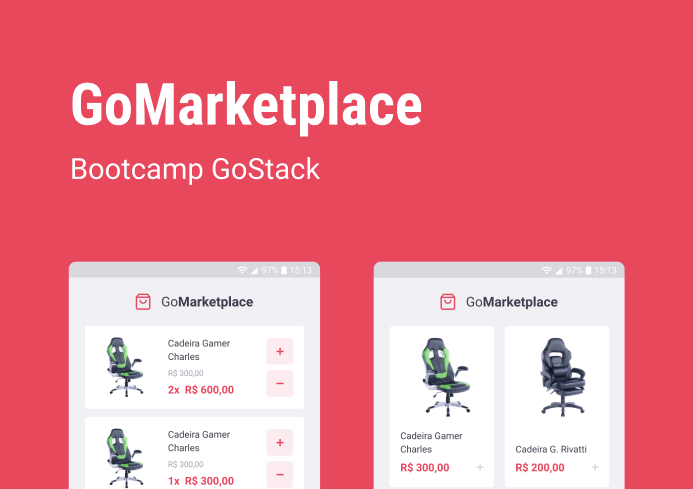 GoMarketplace
Bootcamp GoStack
97% 15:13
GoMarketplace
Cadeira Gamer
Charles
R$ 300,00
2x R$ 600,00
+
−
Cadeira Gamer
Charles
R$ 300,00
1x R$ 300,00
+
−
97% 15:13
GoMarketplace
Cadeira Gamer
Charles
R$ 300,00 +
Cadeira G. Rivatti
R$ 200,00 +